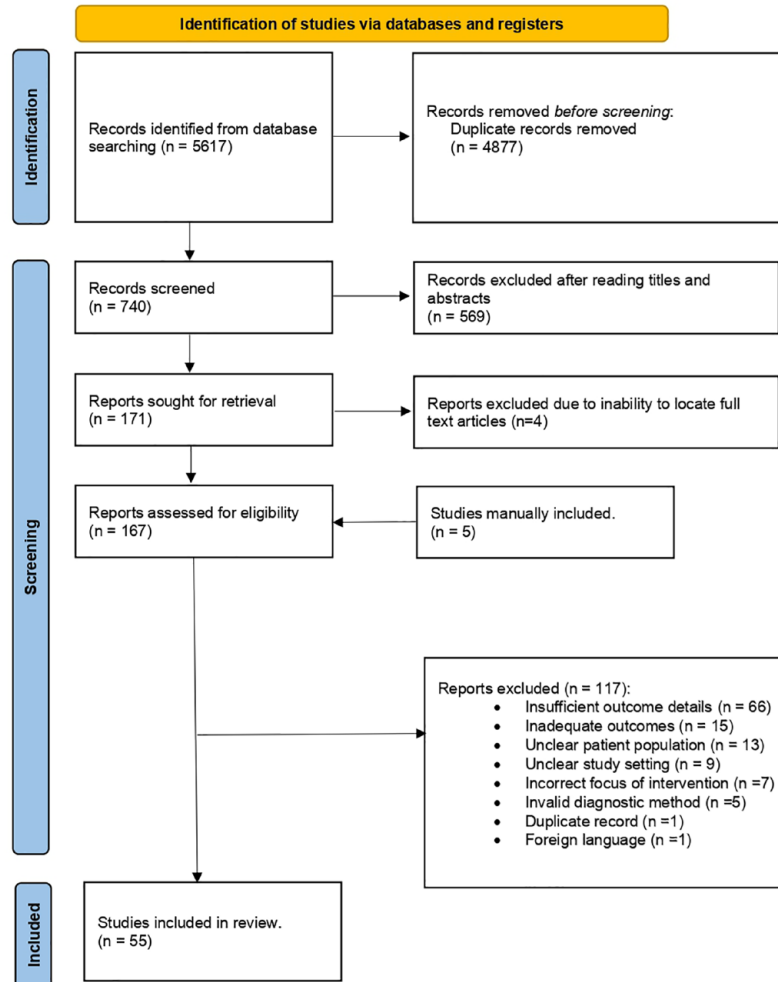 Identification of studies via databases and registers
Identification
Records identified from database
searching (n = 5617)
Records removed before screening:
Duplicate records removed
(n = 4877)
Screening
Records screened
(n = 740)
Records excluded after reading titles and
abstracts
(n = 569)
Reports sought for retrieval
(n = 171)
Reports excluded due to inability to locate full
text articles (n=4)
Reports assessed for eligibility
(n = 167)
Studies manually included.
(n = 5)
Reports excluded (n = 117):
• Insufficient outcome details (n = 66)
• Inadequate outcomes (n = 15)
• Unclear patient population (n = 13)
• Unclear study setting (n = 9)
• Incorrect focus of intervention (n =7)
• Invalid diagnostic method (n =5)
• Duplicate record (n =1)
• Foreign language (n =1)
Included
Studies included in review.
(n = 55)